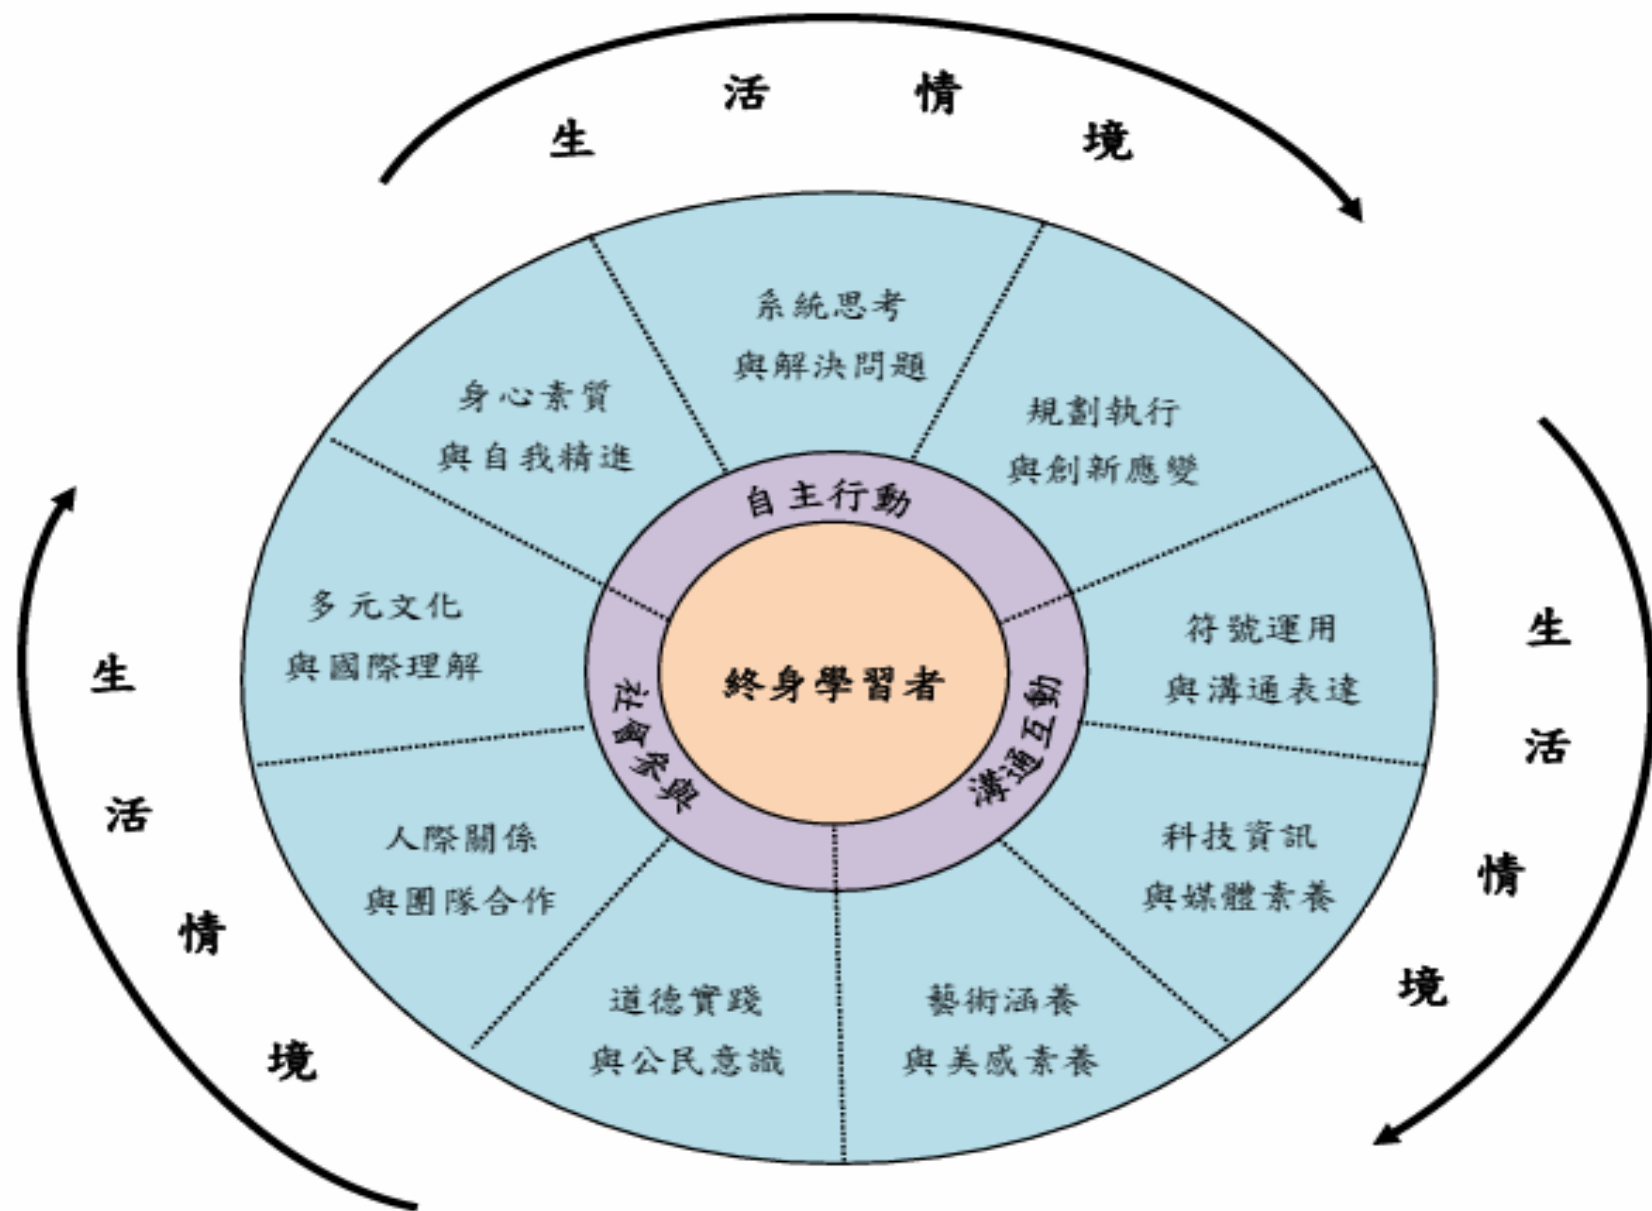 生活情境
系統思考
與解決問題
身心素質
與自我精進
規劃執行
與創新應變
自主行動
多元文化
與國際理解
終身學習者
符號運用
與溝通表達
社會參與
溝通互動
人際關係
與團隊合作
科技資訊
與媒體素養
道德實踐
與公民意識
藝術涵養
與美感素養
生活情境
生活情境